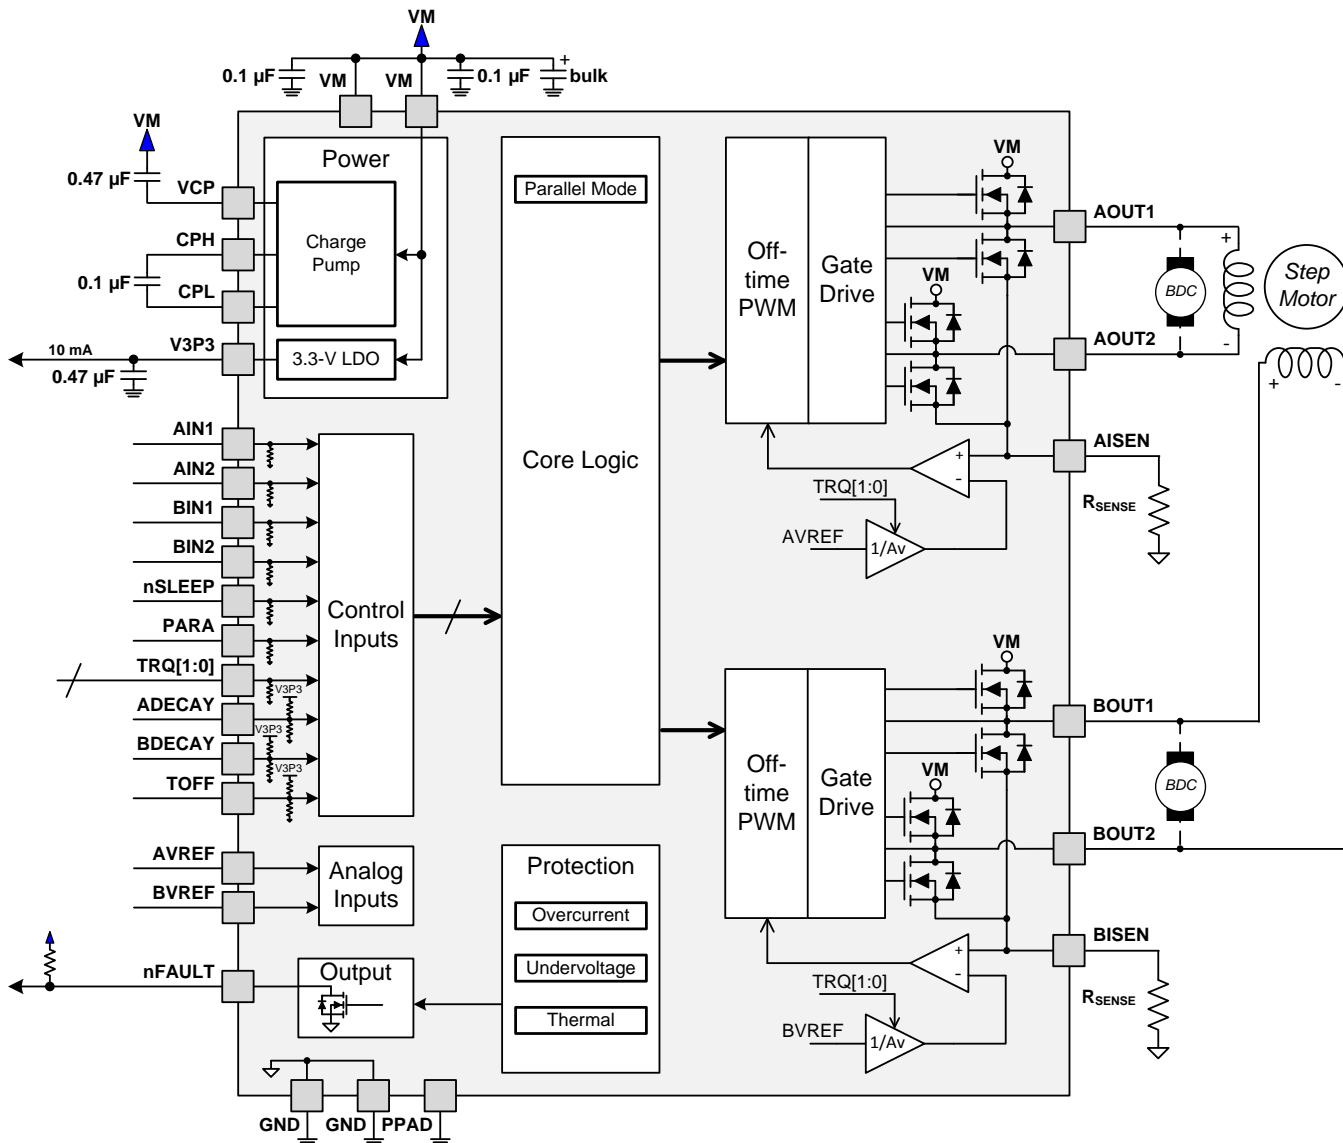 VM
0.1 µF
VM
VM
0.1 µF
+
bulk
VM
0.47 µF
VCP
CPH
0.1 µF
CPL
10 mA
V3P3
0.47 µF
Power
Charge
Pump
3.3-V LDO
AIN1
AIN2
BIN1
BIN2
nSLEEP
PARA
TRQ[1:0]
V3P3
ADECAY
V3P3
BDECAY
V3P3
TOFF
Control
Inputs
AVREF
BVREF
Analog
Inputs
nFAULT
Output
Parallel Mode
Core Logic
Protection
Overcurrent
Undervoltage
Thermal
GND
GND
PPAD
Off-
time
PWM
Gate
Drive
VM
VM
AOUT1
+
BDC
Step
Motor
AOUT2
-
+
-
+
-
AISEN
TRQ[1:0]
AVREF
1/Av
RSENSE
Off-
time
PWM
Gate
Drive
VM
VM
BOUT1
BDC
BOUT2
+
-
BISEN
TRQ[1:0]
BVREF
1/Av
RSENSE